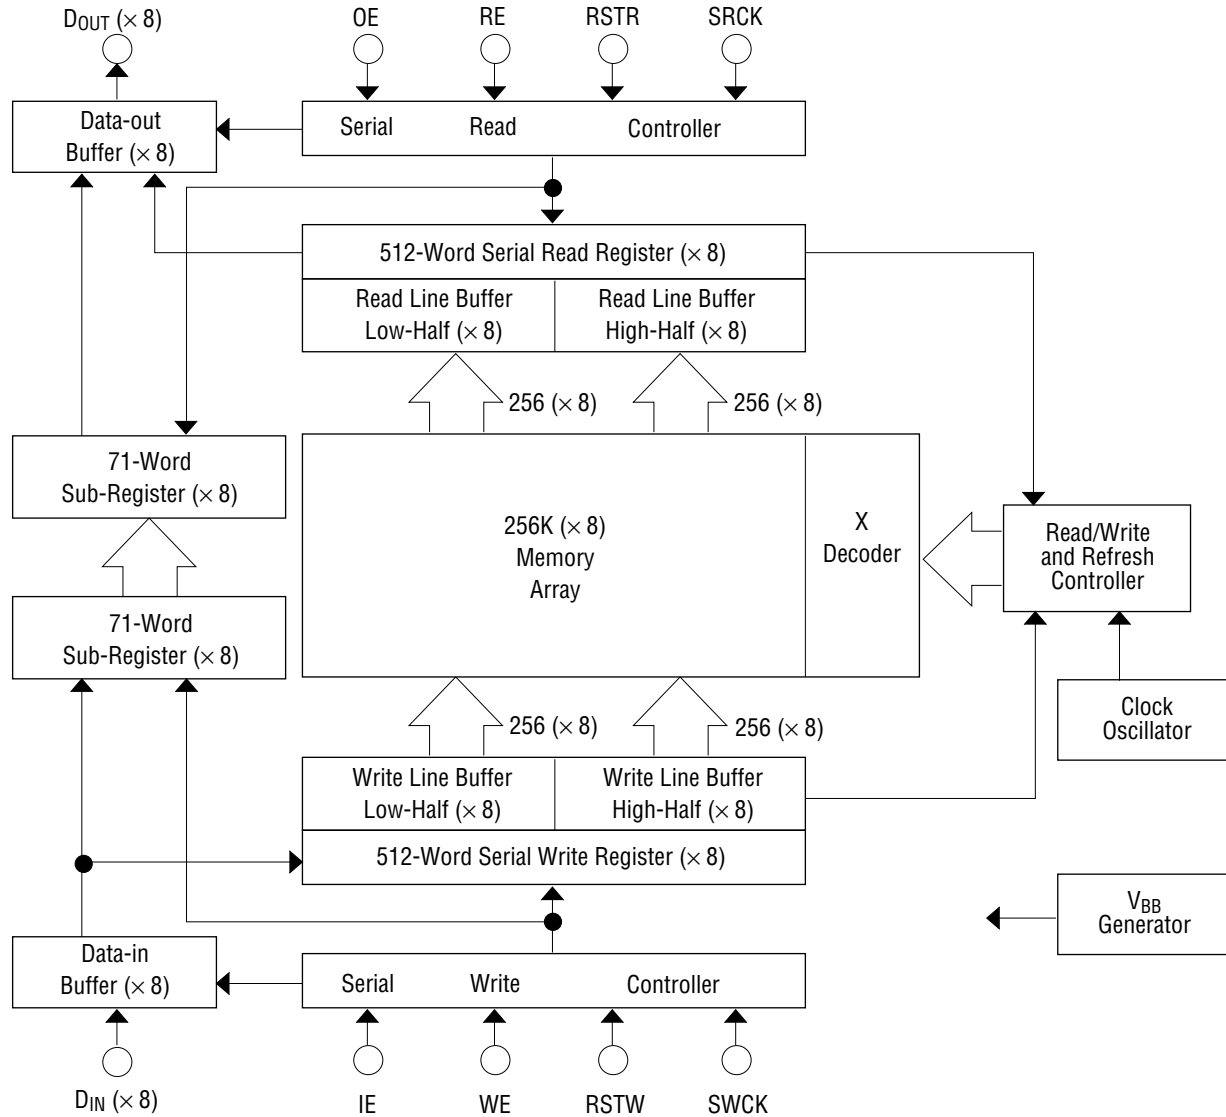 DOUT (× 8)
OE
RE
RSTR
SRCK
Data-out
Buffer (× 8)
Serial Read Controller
512-Word Serial Read Register (× 8)
Read Line Buffer
Low-Half (× 8)
Read Line Buffer
High-Half (× 8)
256 (× 8)
256 (× 8)
71-Word
Sub-Register (× 8)
256K (× 8)
Memory
Array
X
Decoder
Read/Write
and Refresh
Controller
71-Word
Sub-Register (× 8)
256 (× 8)
256 (× 8)
Clock
Oscillator
Write Line Buffer
Low-Half (× 8)
Write Line Buffer
High-Half (× 8)
512-Word Serial Write Register (× 8)
VBB
Generator
Data-in
Buffer (× 8)
Serial Write Controller
DIN (× 8)
IE
WE
RSTW
SWCK